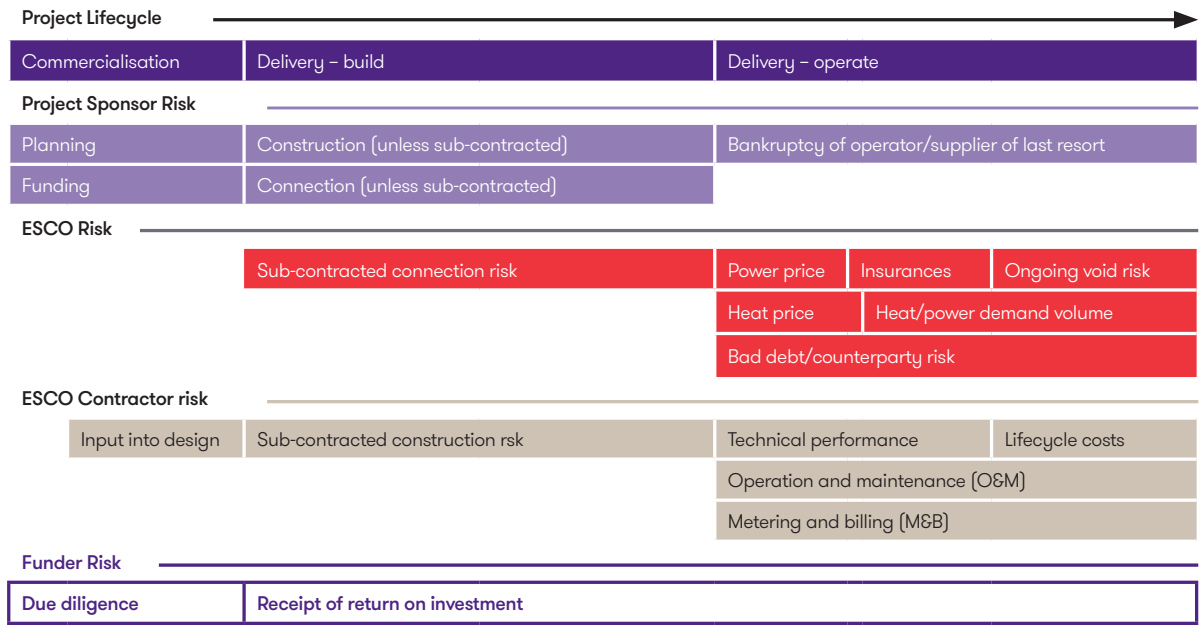 Project Lifecycle
Commercialisation Delivery – build Delivery – operate
Project Sponsor Risk
Planning Construction (unless sub-contracted) Bankruptcy of operator/supplier of last resort
Funding Connection (unless sub-contracted)
ESCO Risk
Sub-contracted connection risk Power price Insurances Ongoing void risk
Heat price Heat/power demand volume
Bad debt/counterparty risk
ESCO Contractor risk
Input into design Sub-contracted construction rsk Technical performance Lifecycle costs
Operation and maintenance (O&M)
Metering and billing (M&B)
Funder Risk
Due diligence Receipt of return on investment